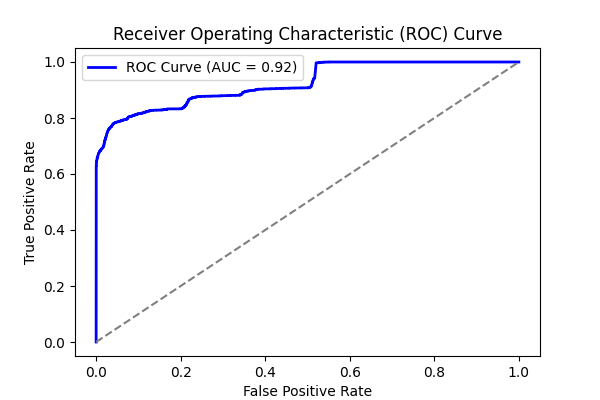 Receiver Operating Characteristic (ROC) Curve
ROC Curve (AUC = 0.92)
True Positive Rate
1.0
0.8
0.6
0.4
0.2
0.0
0.0 0.2 0.4 0.6 0.8 1.0
False Positive Rate